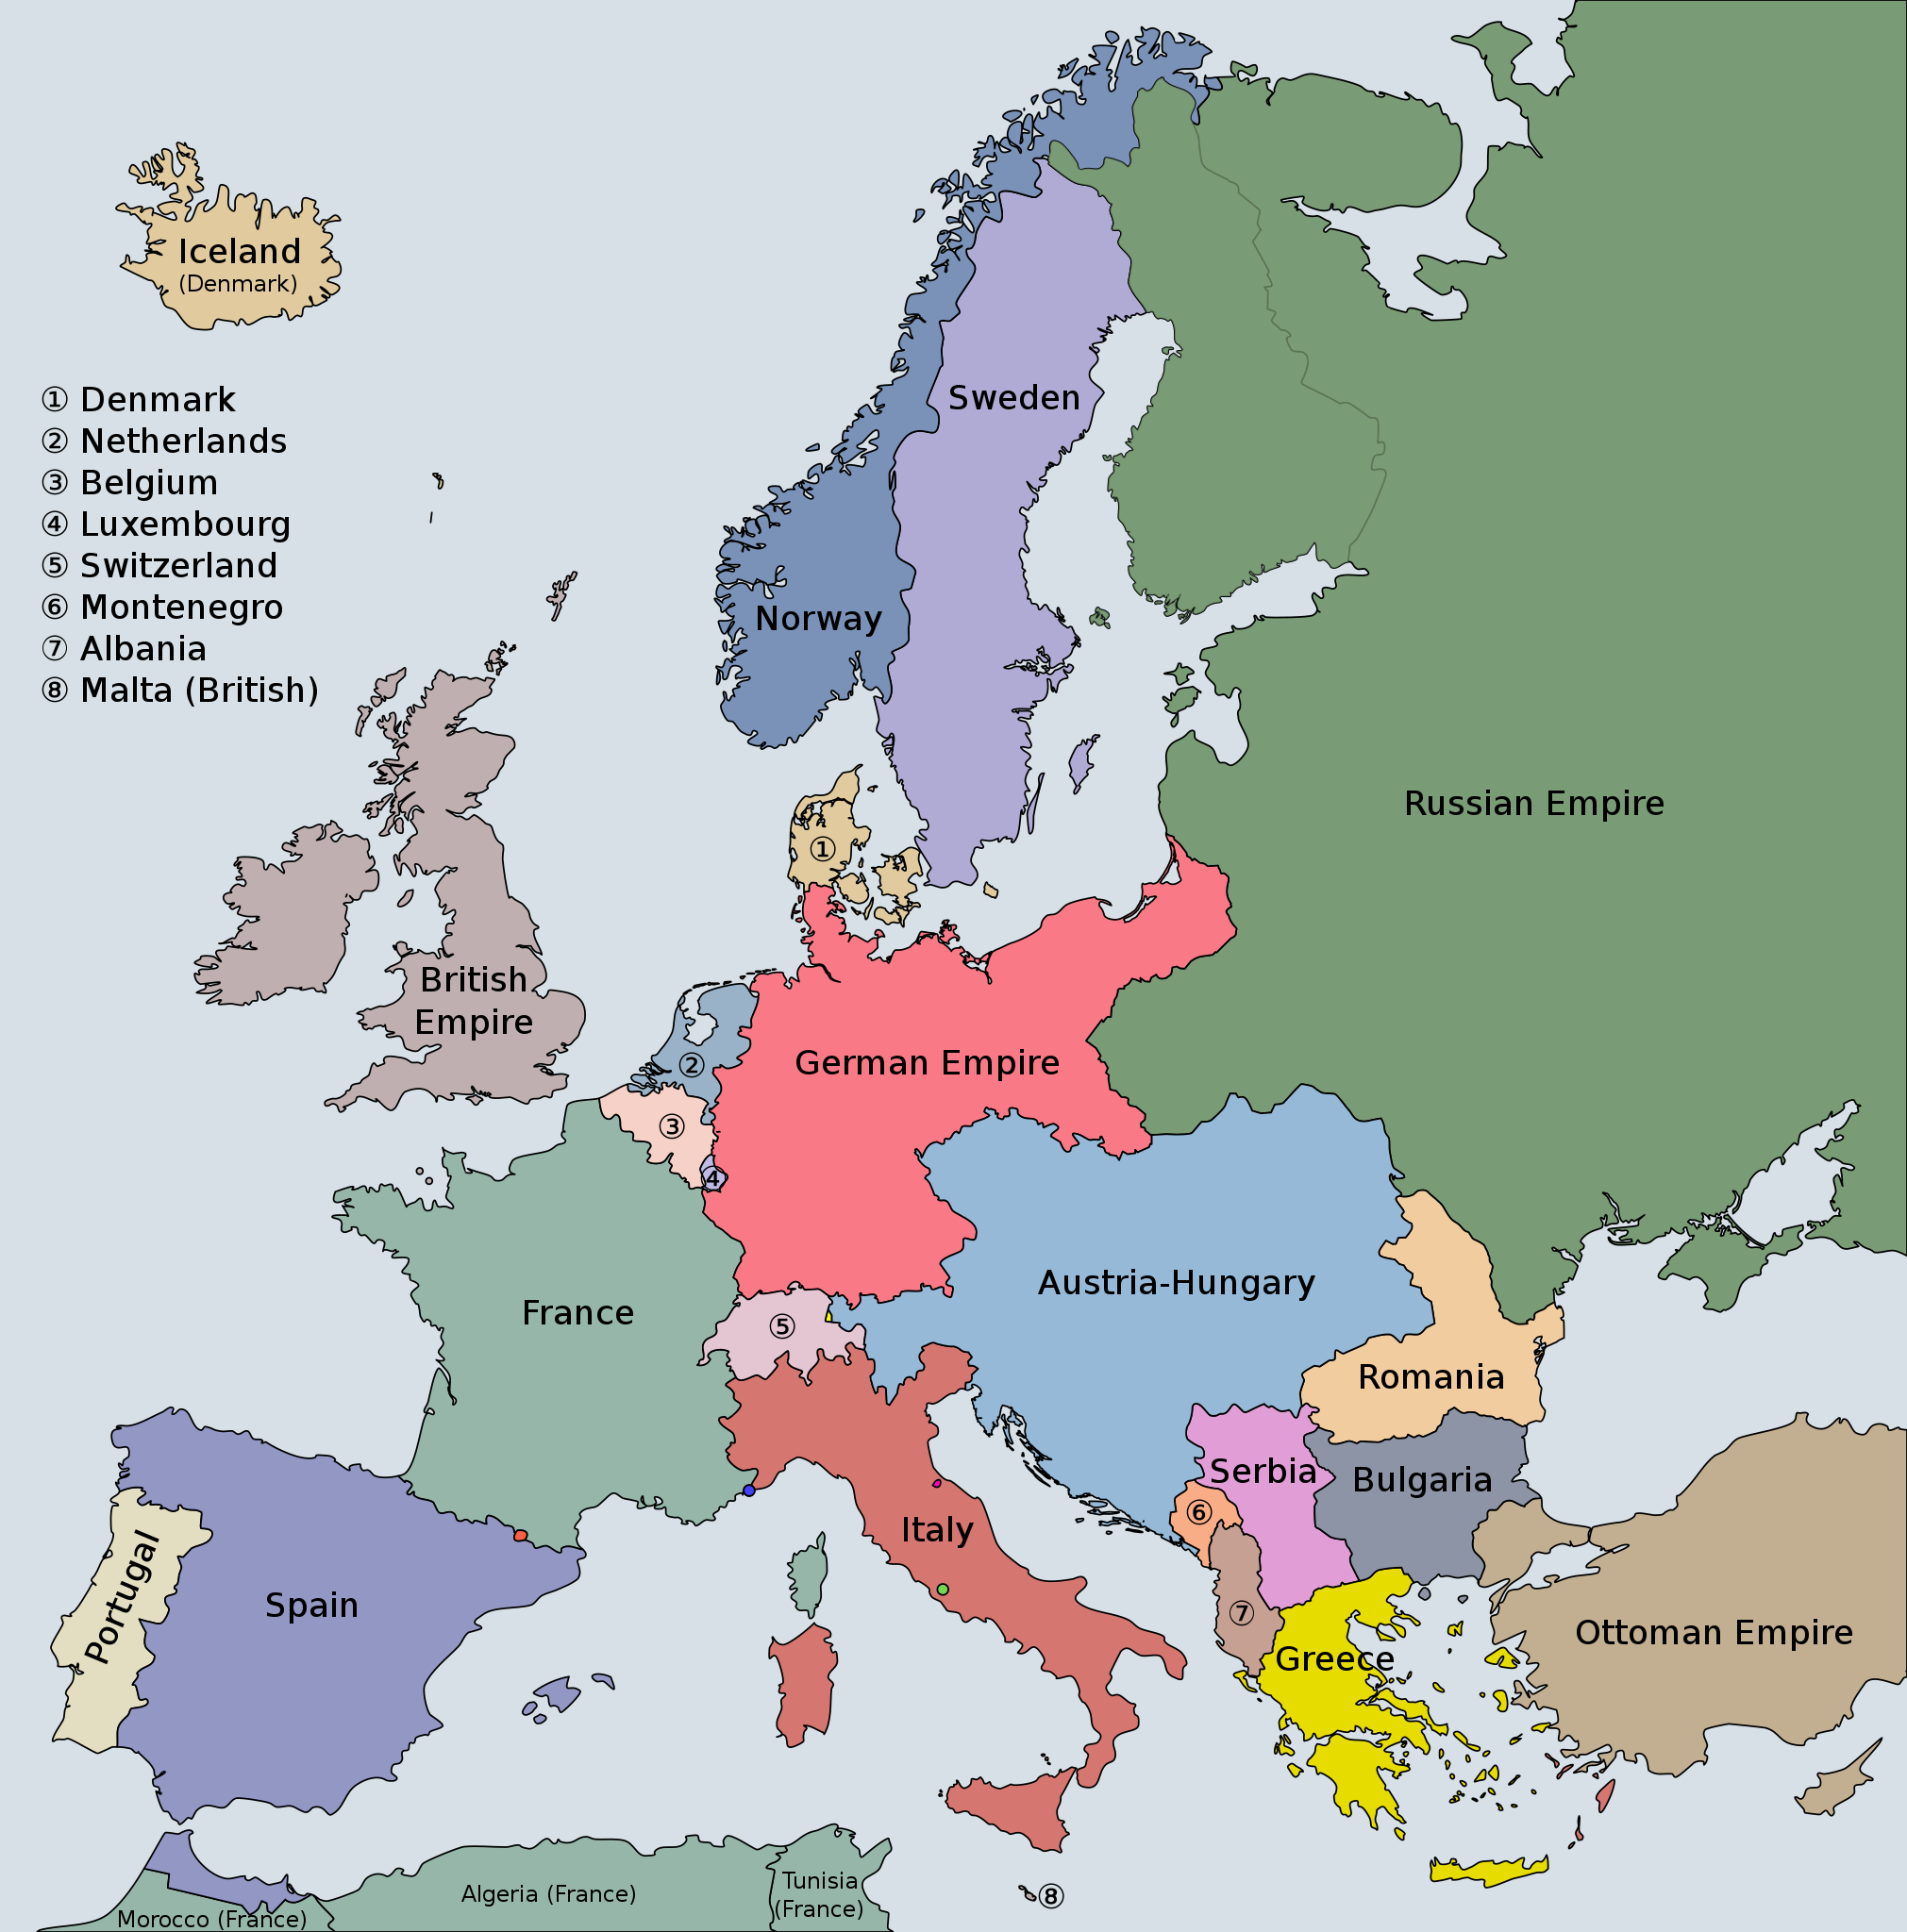 Iceland
(Denmark)
① Denmark
② Netherlands
③ Belgium
④ Luxembourg
⑤ Switzerland
⑥ Montenegro
⑦ Albania
⑧ Malta (British)
Sweden
Norway
Russian Empire
①
British
Empire
②
German Empire
③
④
Austria-Hungary
France
⑤
Romania
Serbia
Bulgaria
⑥
Italy
Portugal
Spain
⑦
Ottoman Empire
Greece
Tunisia
(France)
Algeria (France)
⑧
Morocco (France)